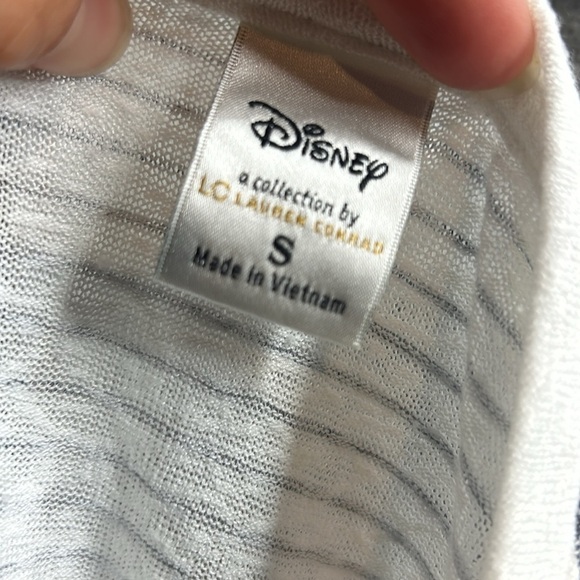 Disney
a collection by
LC LAUREN CONRAD
S
Made in Vietnam